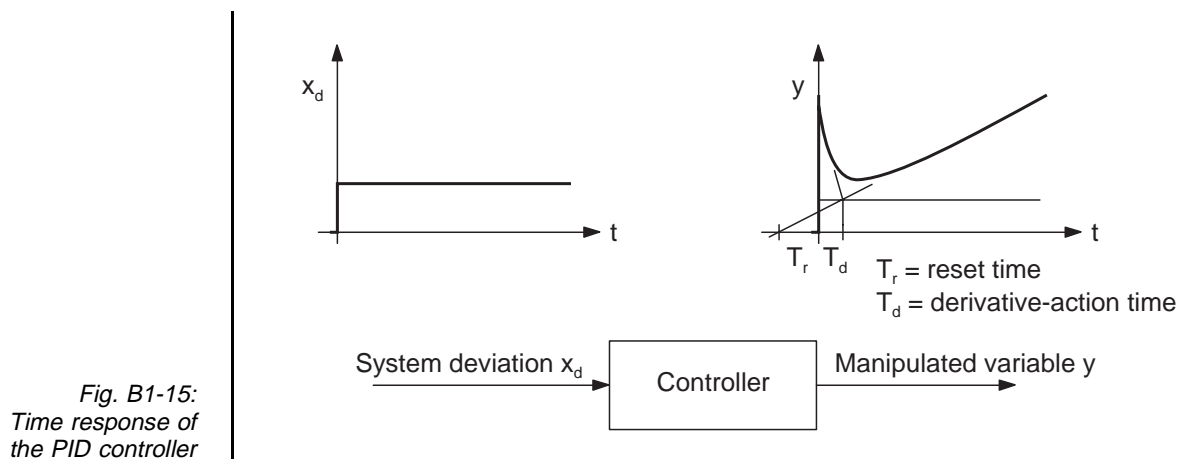 x_d
t
y
t
T_r T_d
T_r = reset time
T_d = derivative-action time
System deviation x_d
Controller
Manipulated variable y
Fig. B1-15:
Time response of
the PID controller